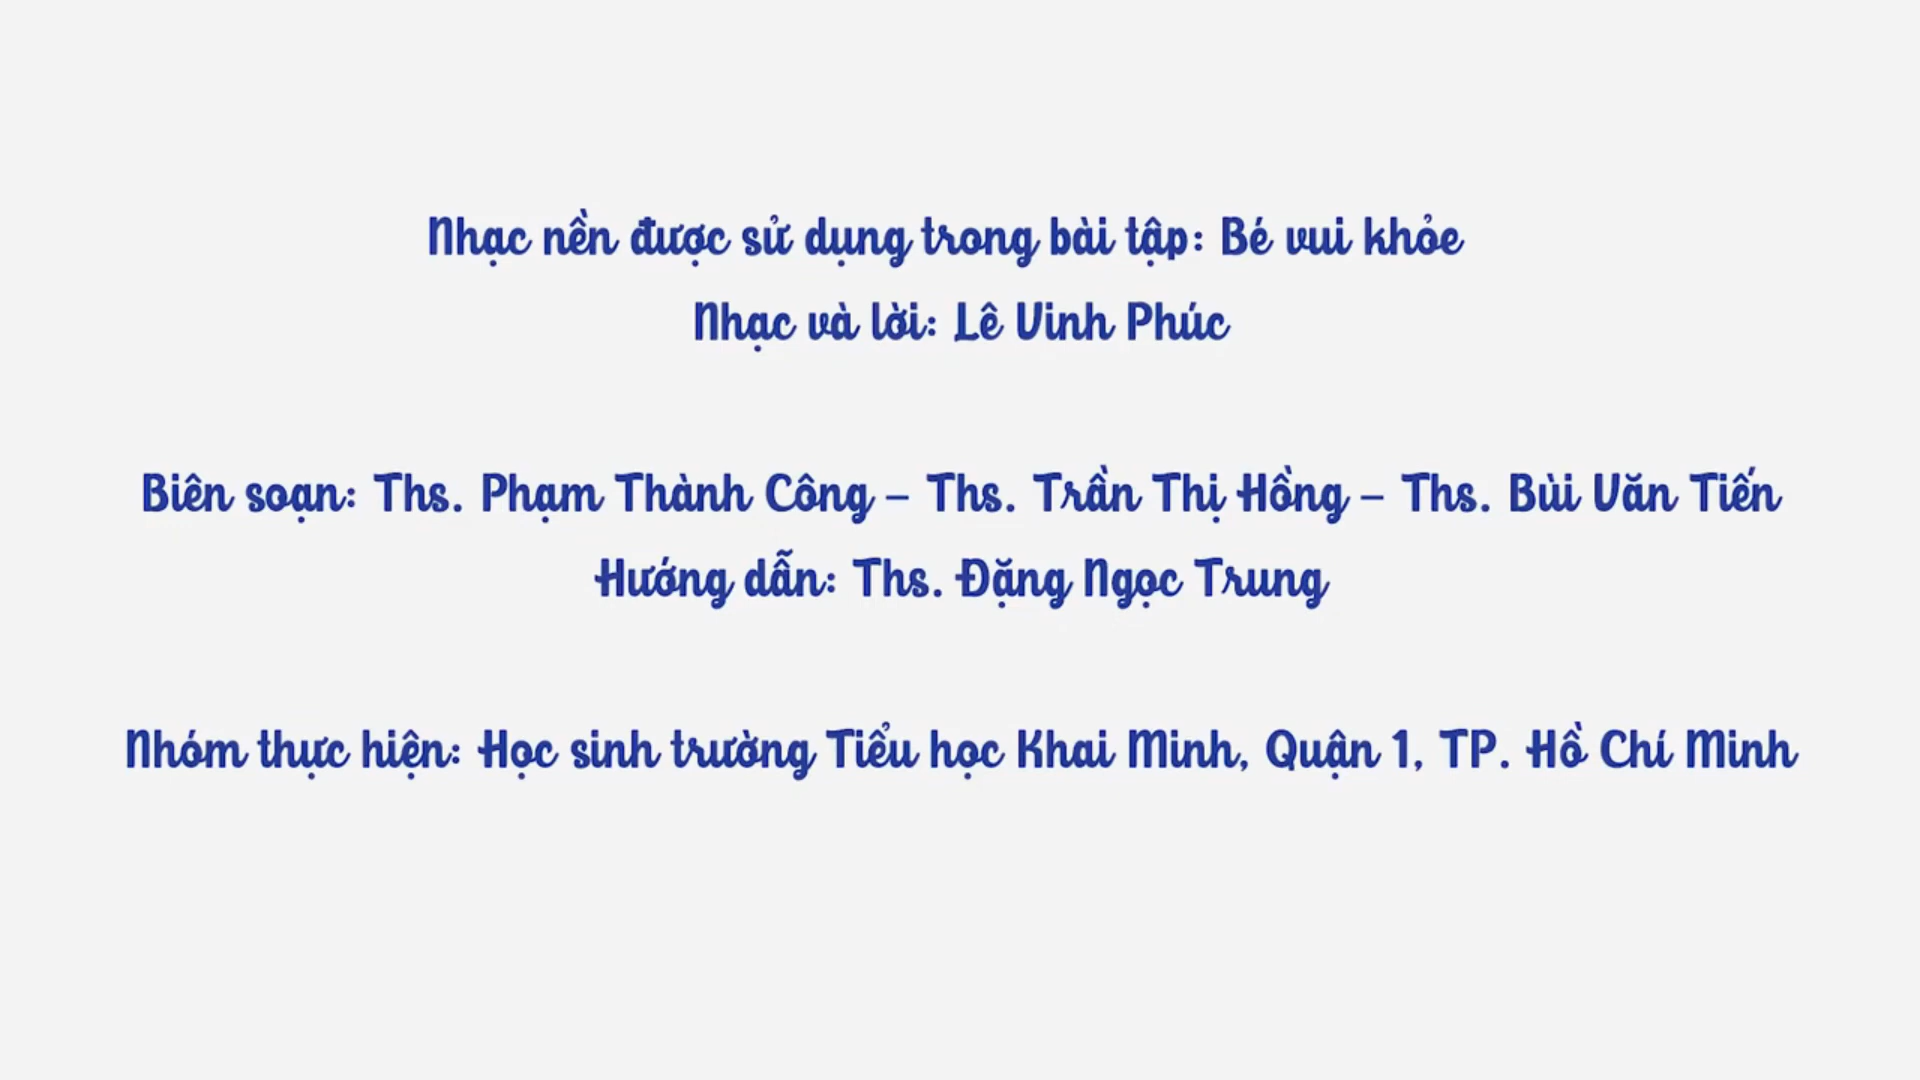 Nhạc nền được sử dụng trong bài tập: Bé vui khỏe
Nhạc và lời: Lê Vinh Phúc
Biên soạn: Ths. Phạm Thành Công – Ths. Trần Thị Hồng – Ths. Bùi Văn Tiến
Hướng dẫn: Ths. Đặng Ngọc Trung
Nhóm thực hiện: Học sinh trường Tiểu học Khai Minh, Quận 1, TP. Hồ Chí Minh